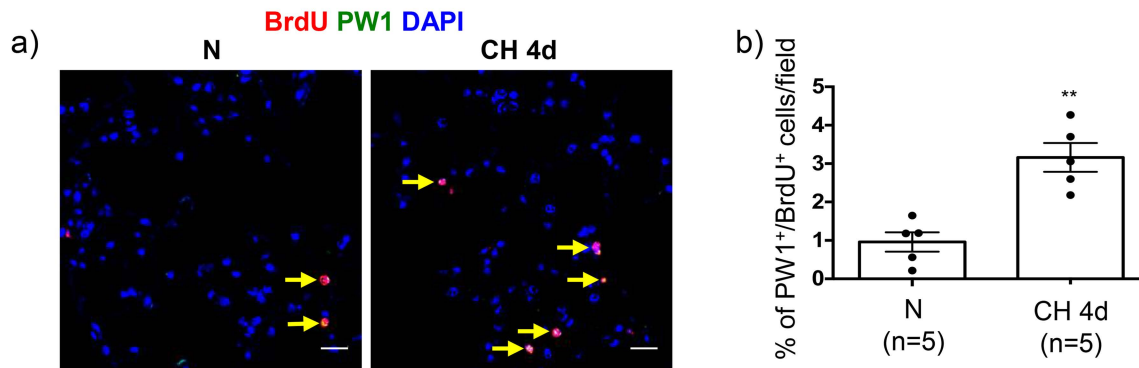 BrdU PW1 DAPI
a)
N
CH 4d
b)
% of PW1⁺/BrdU⁺ cells/field
5
4
3
2
1
0
**
N
(n=5)
CH 4d
(n=5)